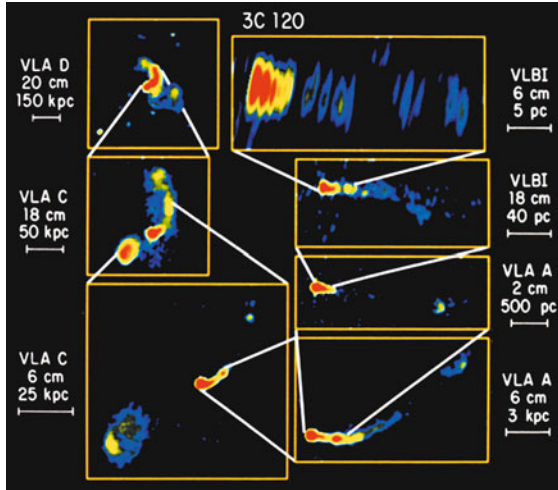 3C 120
VLA D
20 cm
150 kpc
VLBI
6 cm
5 pc
VLA C
18 cm
50 kpc
VLBI
18 cm
40 pc
VLA A
2 cm
500 pc
VLA C
6 cm
25 kpc
VLA A
6 cm
3 kpc